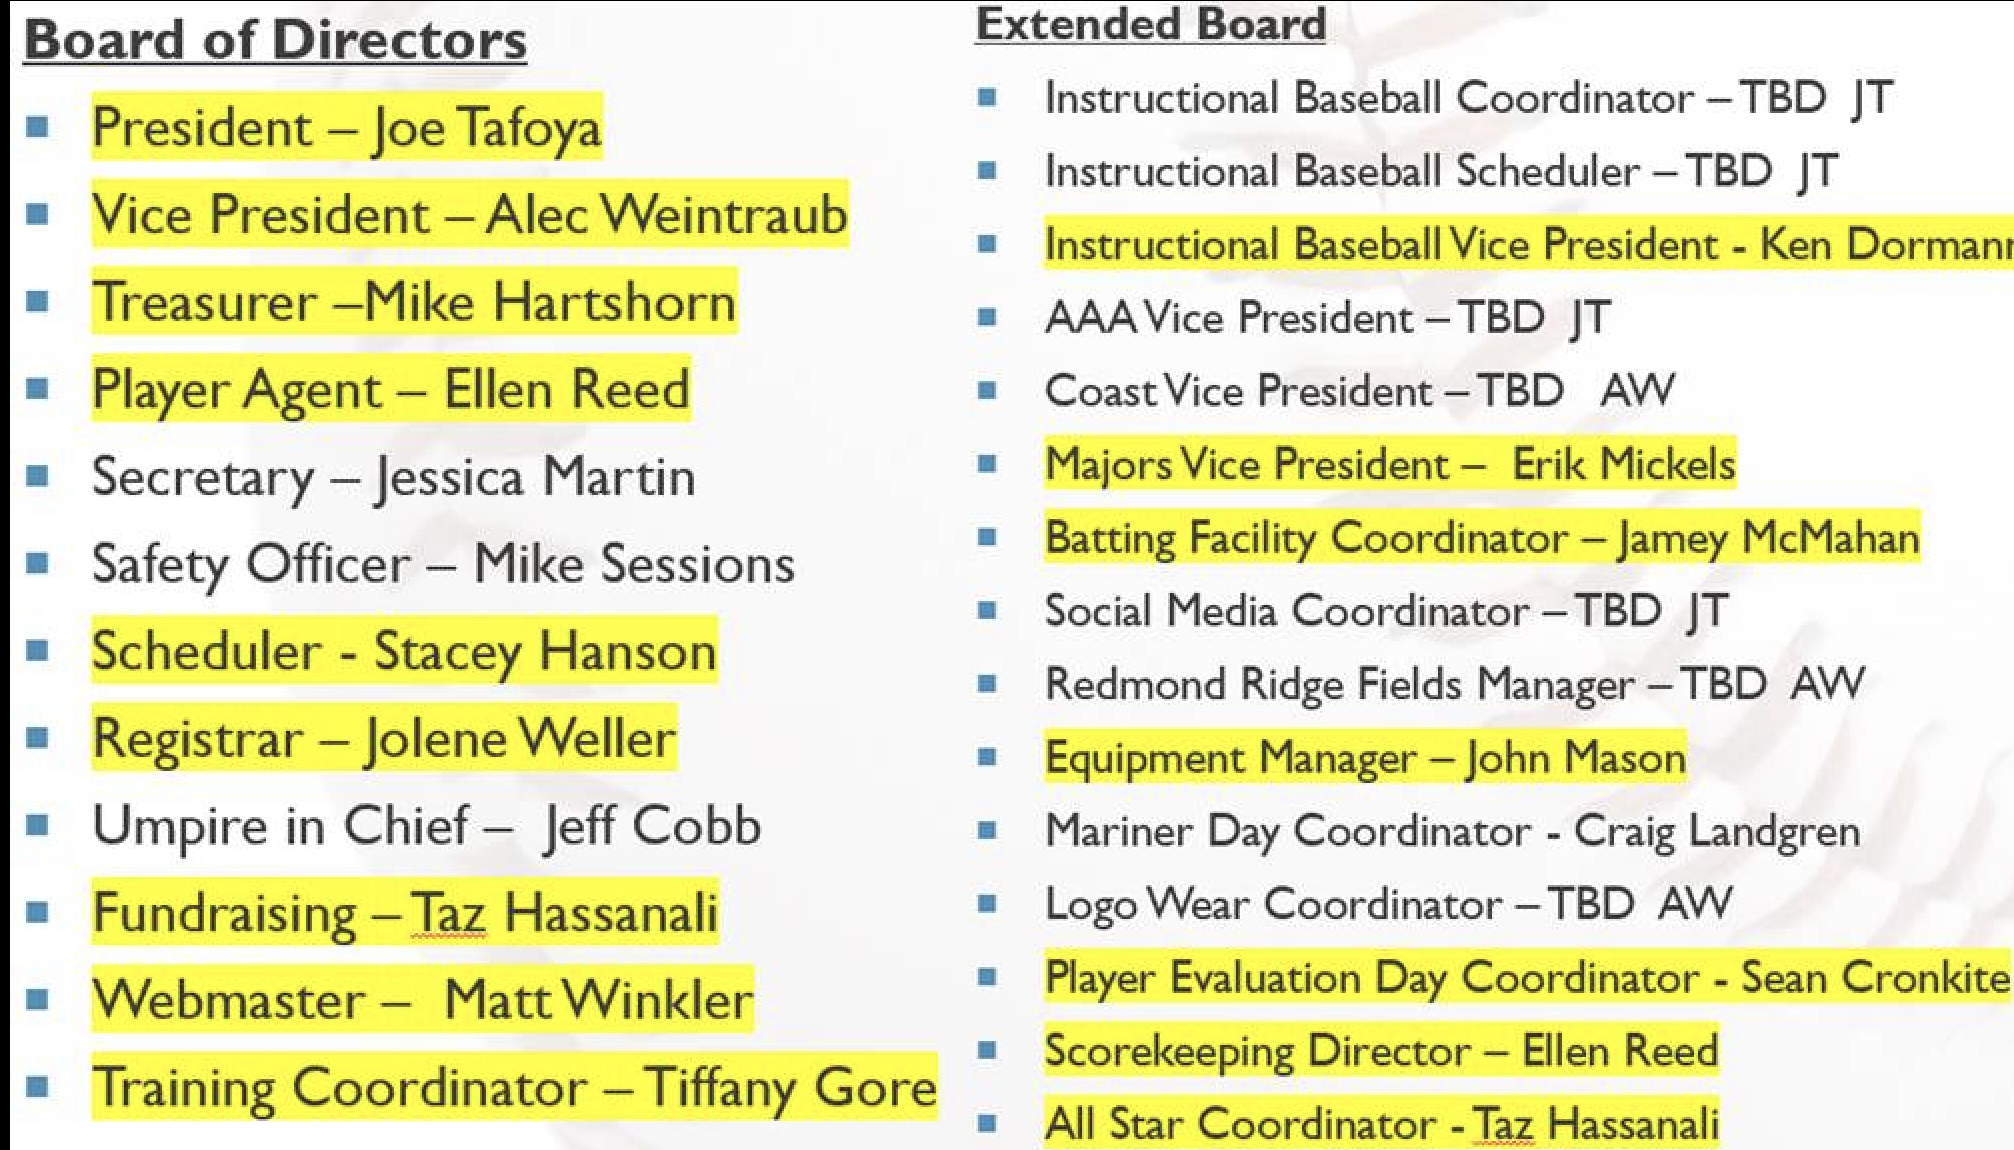 Board of Directors
President – Joe Tafoya
Vice President – Alec Weintraub
Treasurer –Mike Hartshorn
Player Agent – Ellen Reed
Secretary – Jessica Martin
Safety Officer – Mike Sessions
Scheduler - Stacey Hanson
Registrar – Jolene Weller
Umpire in Chief – Jeff Cobb
Fundraising – Taz Hassanali
Webmaster – Matt Winkler
Training Coordinator – Tiffany Gore
Extended Board
Instructional Baseball Coordinator – TBD JT
Instructional Baseball Scheduler – TBD JT
Instructional Baseball Vice President - Ken Dormann
AAA Vice President – TBD JT
Coast Vice President – TBD AW
Majors Vice President – Erik Mickels
Batting Facility Coordinator – Jamey McMahan
Social Media Coordinator – TBD JT
Redmond Ridge Fields Manager – TBD AW
Equipment Manager – John Mason
Mariner Day Coordinator - Craig Landgren
Logo Wear Coordinator – TBD AW
Player Evaluation Day Coordinator - Sean Cronkite
Scorekeeping Director – Ellen Reed
All Star Coordinator - Taz Hassanali